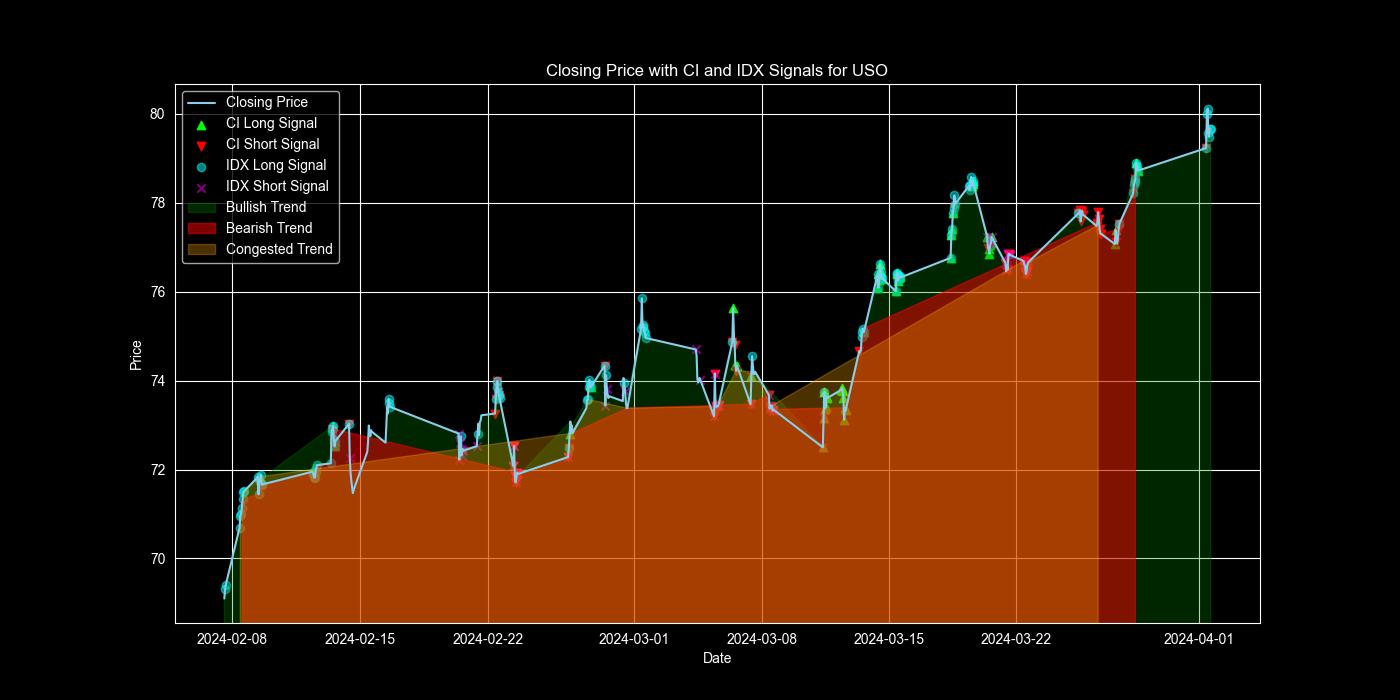 Closing Price with CI and IDX Signals for USO
Closing Price
CI Long Signal
CI Short Signal
IDX Long Signal
IDX Short Signal
Bullish Trend
Bearish Trend
Congested Trend
80
78
76
74
72
70
Price
2024-02-08 2024-02-15 2024-02-22 2024-03-01 2024-03-08 2024-03-15 2024-03-22 2024-04-01
Date